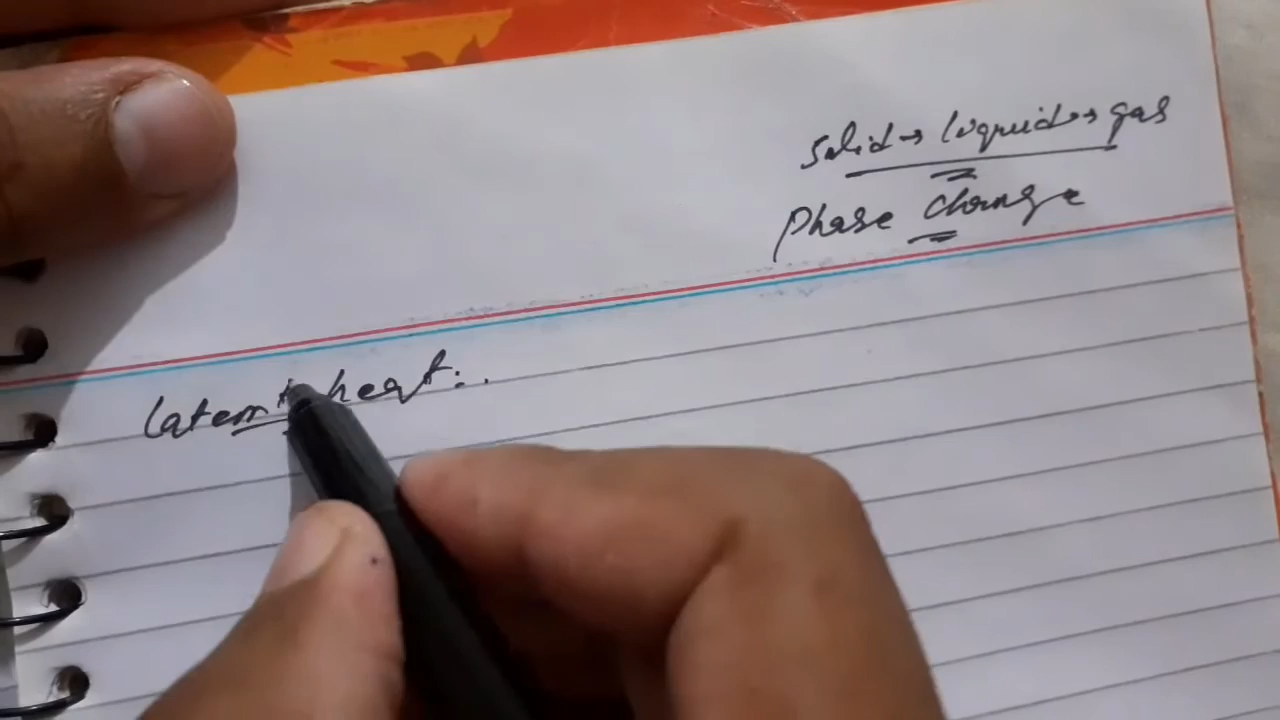 Solid → liquid → gas
Phase change
latent heat:.